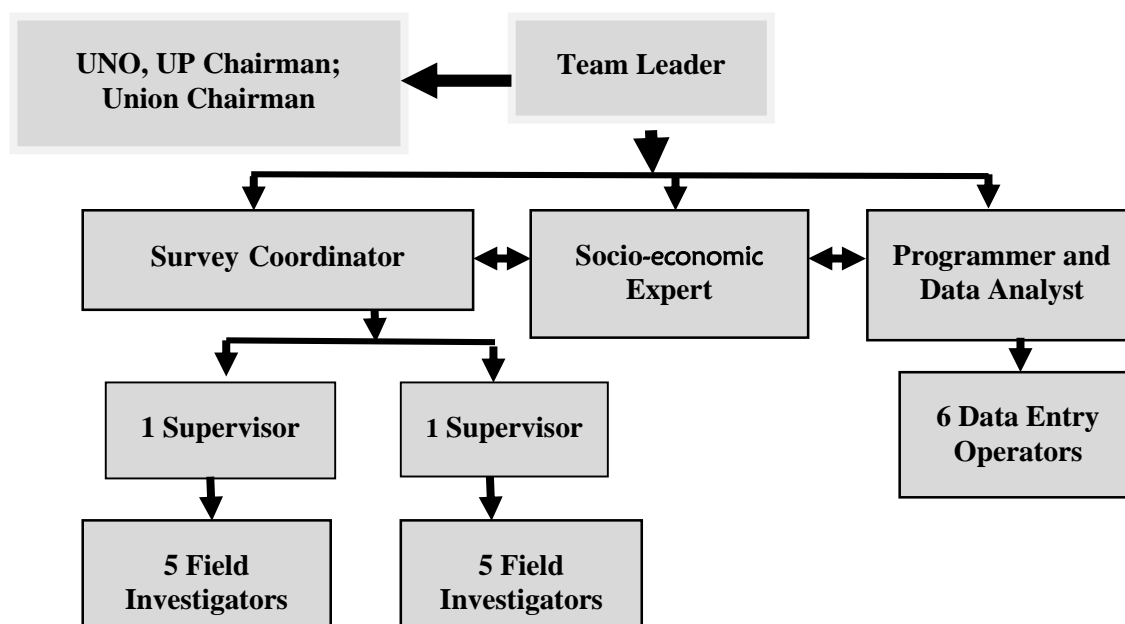 UNO, UP Chairman;
Union Chairman
Team Leader
Survey Coordinator
Socio-economic
Expert
Programmer and
Data Analyst
1 Supervisor
1 Supervisor
6 Data Entry
Operators
5 Field
Investigators
5 Field
Investigators